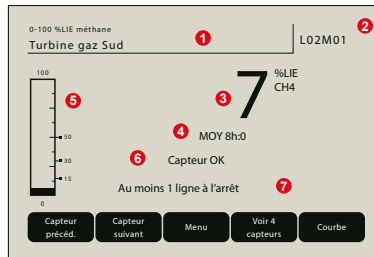 0-100 %LIE méthane
Turbine gaz Sud
1
L02M01
2
100
5
7
3
%LIE
CH4
4
MOY 8h:0
50
6
Capteur OK
30
15
Au moins 1 ligne à l'arrêt
7
0
Capteur
précéd.
Capteur
suivant
Menu
Voir 4
capteurs
Courbe